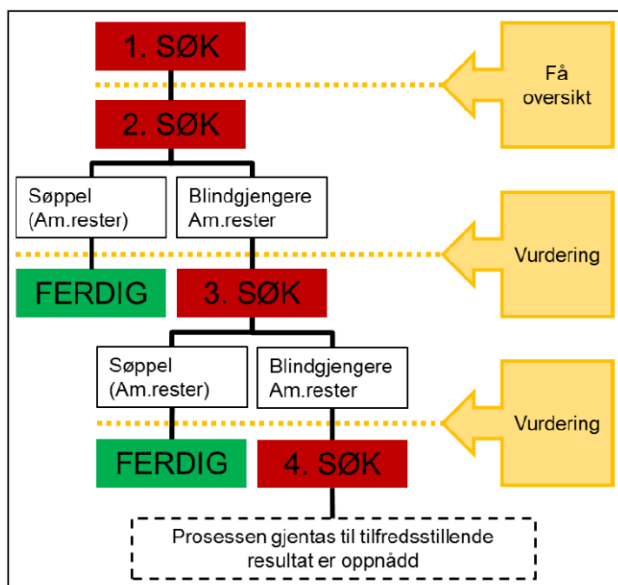 1. SØK
Få
oversikt
2. SØK
Søppel
(Am.rester)
Blindgjengere
Am.rester
Vurdering
FERDIG
3. SØK
Søppel
(Am.rester)
Blindgjengere
Am.rester
Vurdering
FERDIG
4. SØK
Prosessen gjentas til tilfredsstillende
resultat er oppnådd